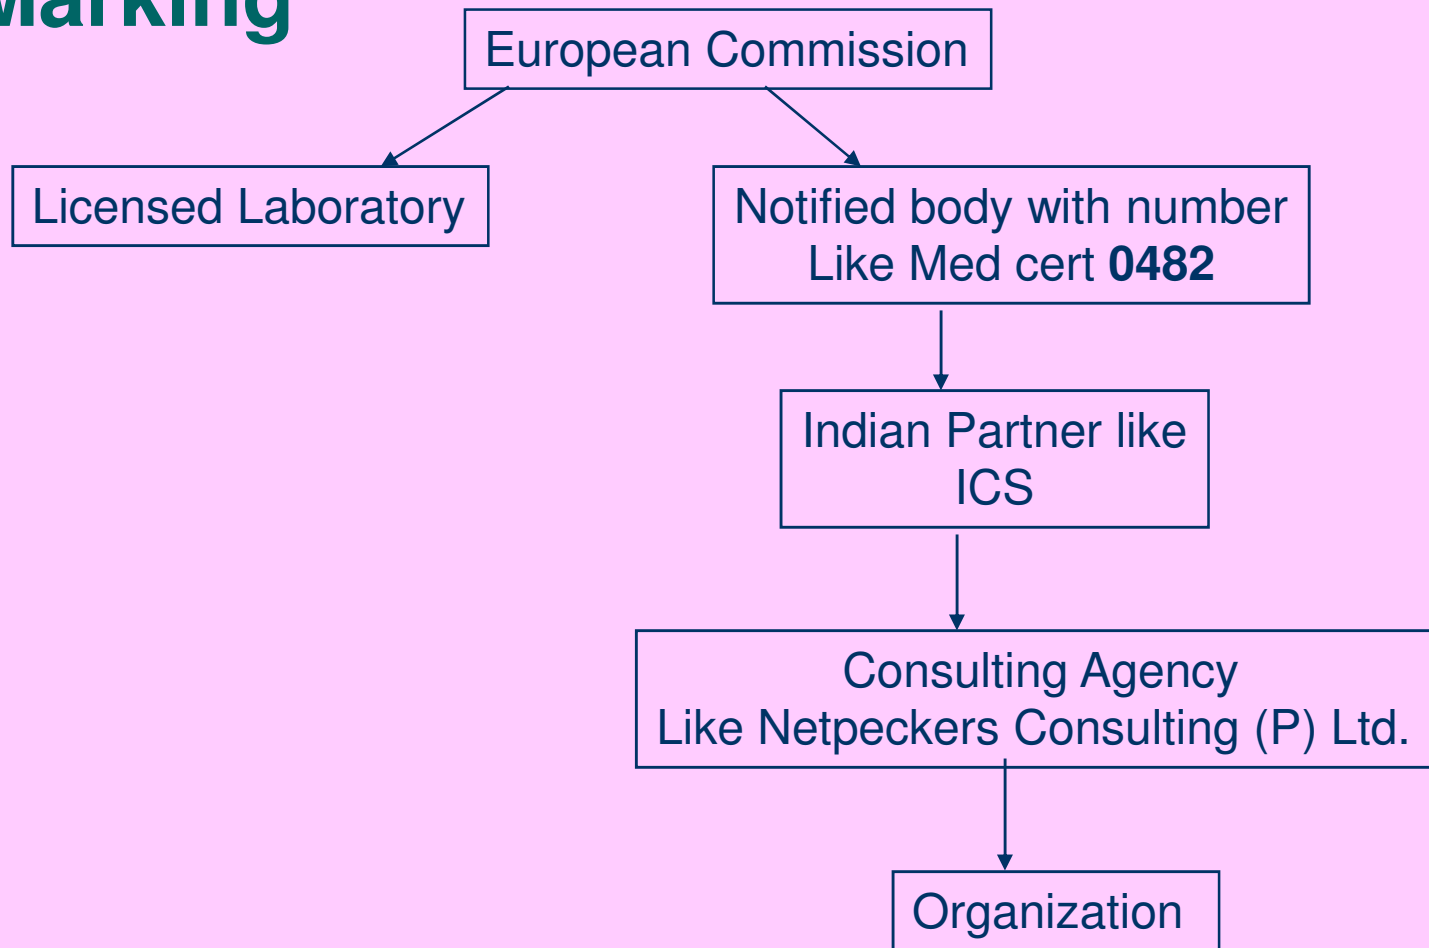 Marking
European Commission
Licensed Laboratory
Notified body with number
Like Med cert 0482
Indian Partner like
ICS
Consulting Agency
Like Netpeckers Consulting (P) Ltd.
Organization